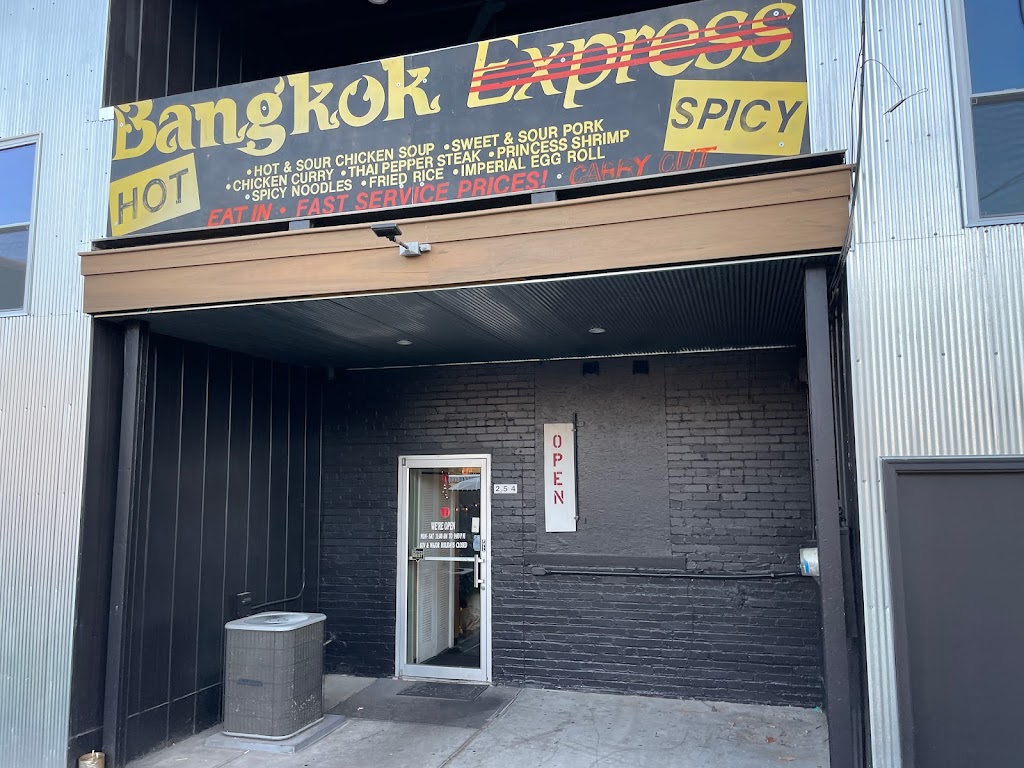 Bangkok Express
HOT
SPICY
• HOT & SOUR CHICKEN SOUP • SWEET & SOUR PORK
• CHICKEN CURRY • THAI PEPPER STEAK • PRINCESS SHRIMP
• SPICY NOODLES • FRIED RICE • IMPERIAL EGG ROLL
EAT IN • FAST SERVICE PRICES! • CARRY OUT
OPEN
254
WE'RE OPEN